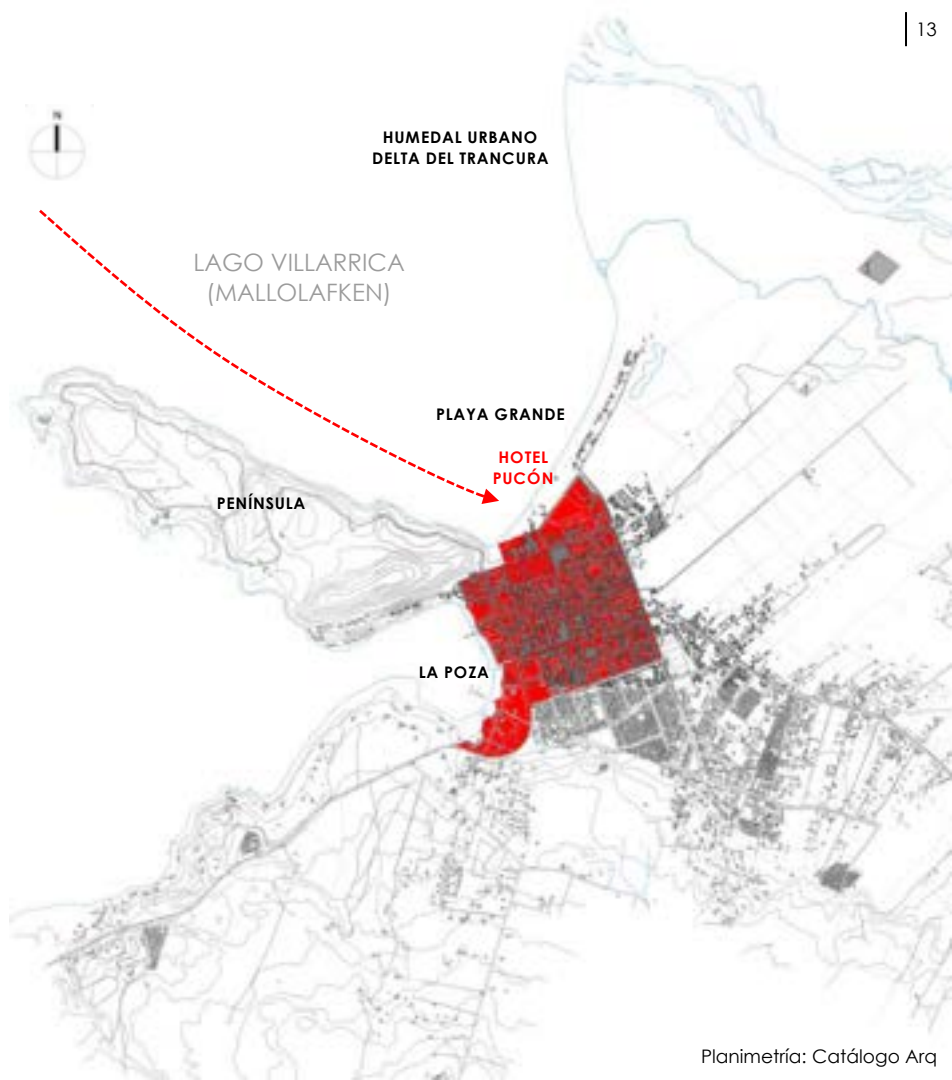 13
N
HUMEDAL URBANO
DELTA DEL TRANCURA
LAGO VILLARRICA
(MALLOLAFKEN)
PLAYA GRANDE
HOTEL
PUCÓN
PENÍNSULA
LA POZA
Planimetría: Catálogo Arq